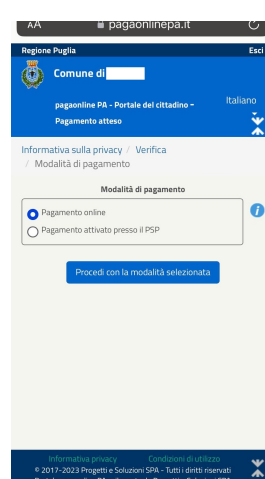 AA pagaonlinepa.it
Regione Puglia Esci
Comune di
pagaonline PA - Portale del cittadino
Italiano
Pagamento atteso
Informativa sulla privacy / Verifica
/ Modalità di pagamento
Modalità di pagamento
Pagamento online
Pagamento attivato presso il PSP
Procedi con la modalità selezionata
Informativa privacy Condizioni di utilizzo
© 2017-2023 Progetti e Soluzioni SPA - Tutti i diritti riservati